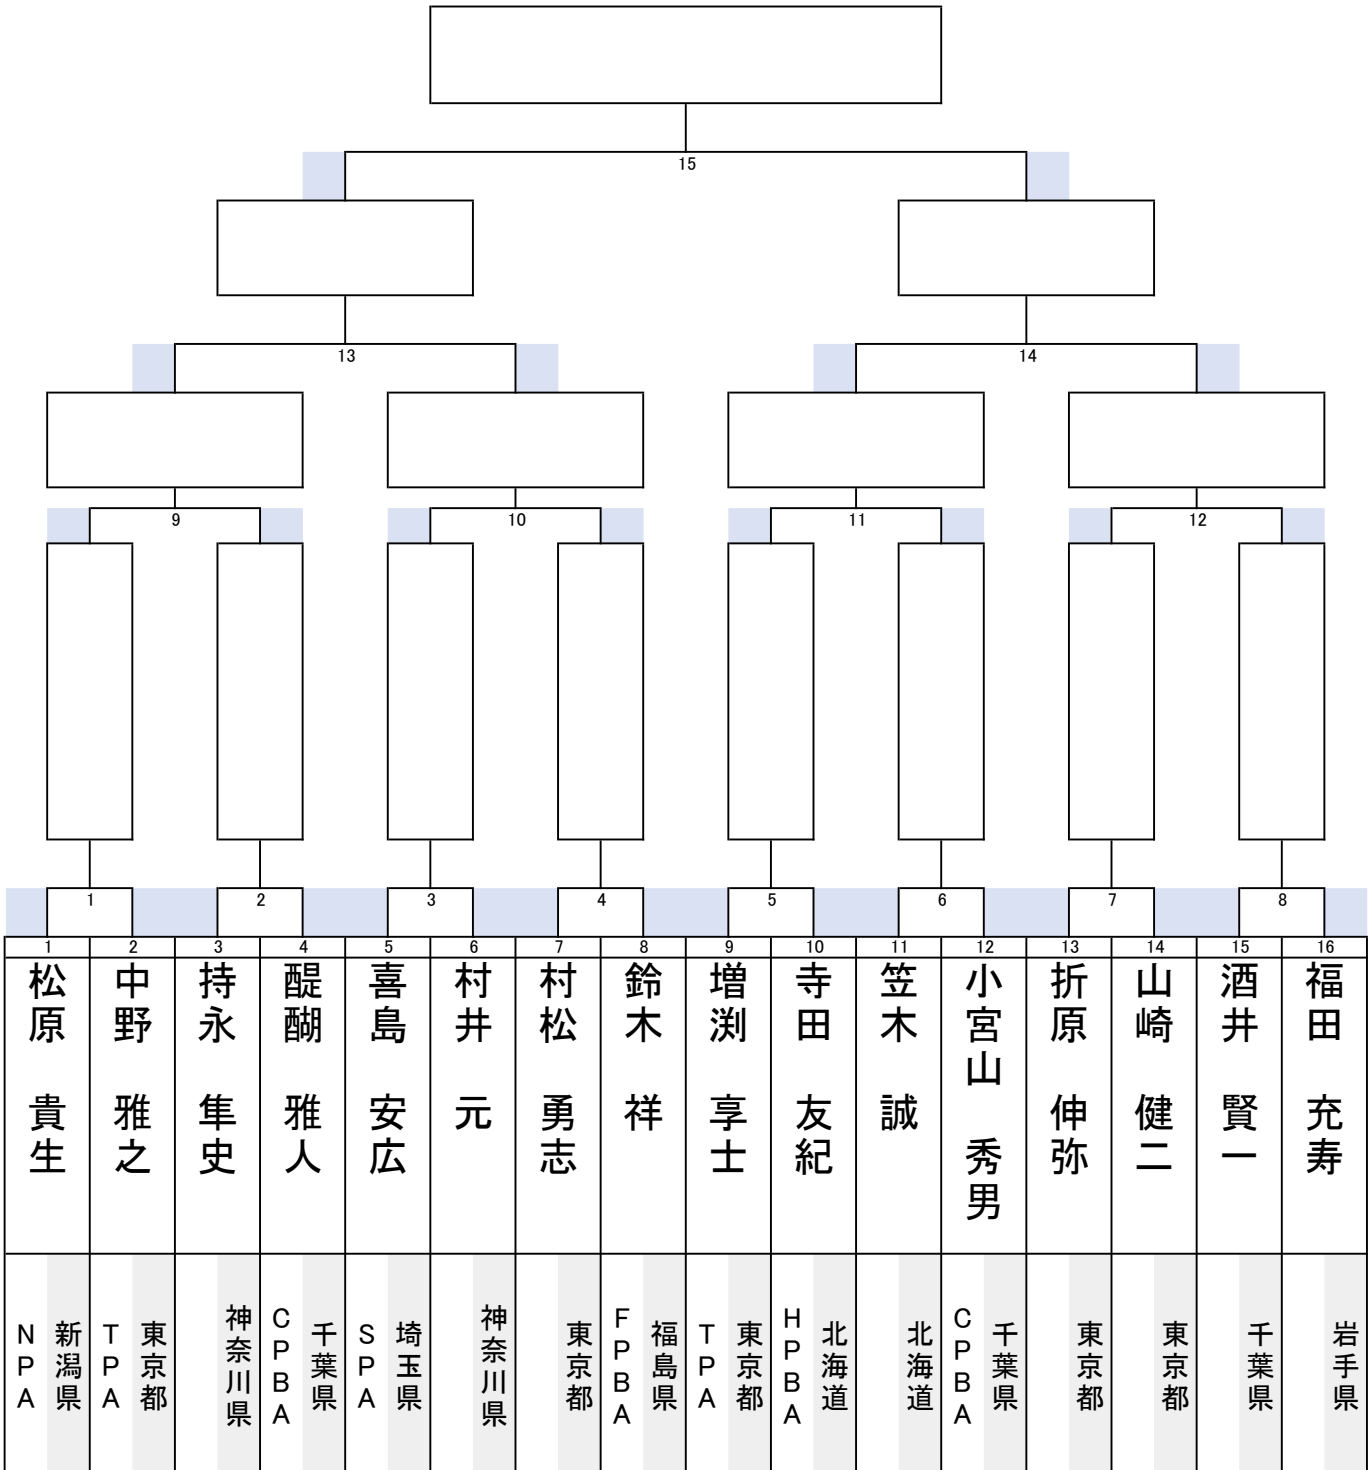 15
13
14
9
10
11
12
1
2
3
4
5
6
7
8
1
2
3
4
5
6
7
8
9
10
11
12
13
14
15
16
松原 貴生
中野 雅之
持永 隼史
醍醐 雅人
喜島 安広
村井 元
村松 勇志
鈴木 祥
増渕 享士
寺田 友紀
笠木 誠
小宮山 秀男
折原 伸弥
山崎 健二
酒井 賢一
福田 充寿
NPA
新潟県
TPA
東京都
神奈川県
CPBA
千葉県
SPA
埼玉県
神奈川県
東京都
FPBA
福島県
TPA
東京都
HPBA
北海道
北海道
CPBA
千葉県
東京都
東京都
千葉県
岩手県